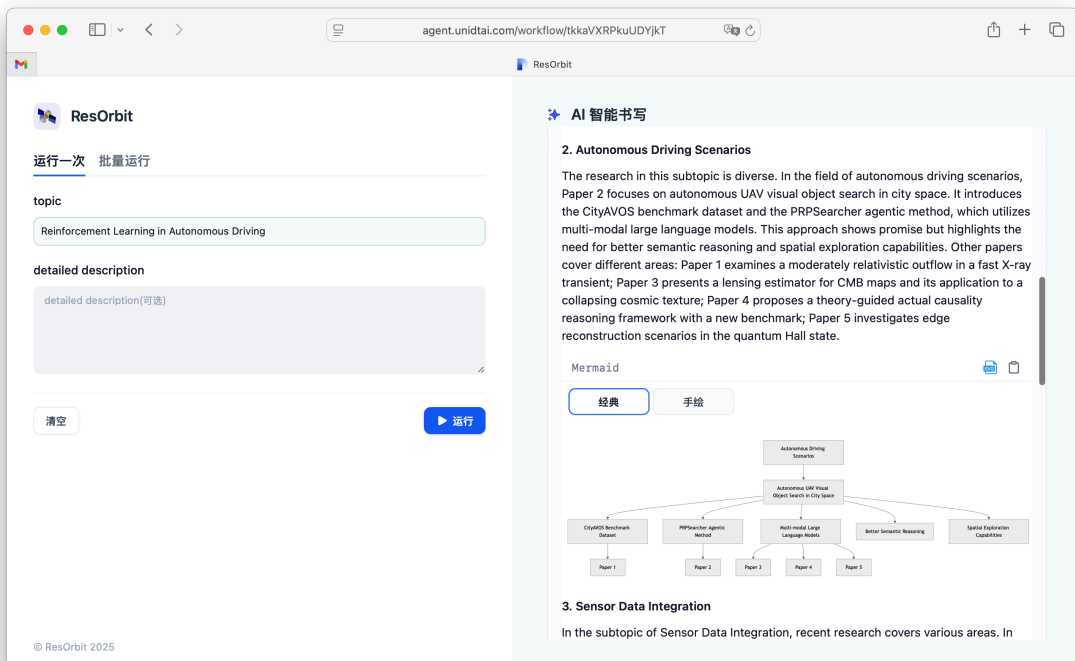 agent.unidtai.com/workflow/tkkaVXRPkuUDYjkT
ResOrbit
ResOrbit
运行一次 批量运行
topic
Reinforcement Learning in Autonomous Driving
detailed description
detailed description(可选)
清空
运行
© ResOrbit 2025
AI 智能书写
2. Autonomous Driving Scenarios
The research in this subtopic is diverse. In the field of autonomous driving scenarios,
Paper 2 focuses on autonomous UAV visual object search in city space. It introduces
the CityAVOS benchmark dataset and the PRPSearcher agentic method, which utilizes
multi-modal large language models. This approach shows promise but highlights the
need for better semantic reasoning and spatial exploration capabilities. Other papers
cover different areas: Paper 1 examines a moderately relativistic outflow in a fast X-ray
transient; Paper 3 presents a lensing estimator for CMB maps and its application to a
collapsing cosmic texture; Paper 4 proposes a theory-guided actual causality
reasoning framework with a new benchmark; Paper 5 investigates edge
reconstruction scenarios in the quantum Hall state.
Mermaid
经典 手绘
Autonomous Driving
Scenarios
Autonomous UAV Visual
Object Search in City Space
CityAVOS Benchmark
Dataset
PRPSearcher Agentic
Method
Multi-modal Large
Language Models
Better Semantic Reasoning
Spatial Exploration
Capabilities
Paper 1
Paper 2
Paper 3
Paper 4
Paper 5
3. Sensor Data Integration
In the subtopic of Sensor Data Integration, recent research covers various areas. In